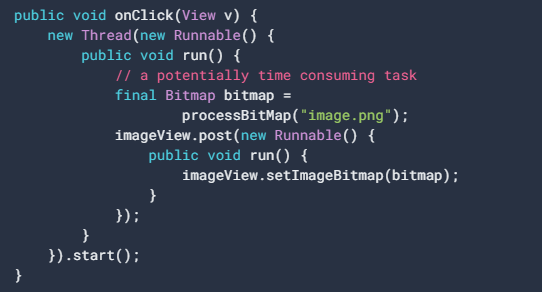 public void onClick(View v) {
    new Thread(new Runnable() {
        public void run() {
            // a potentially time consuming task
            final Bitmap bitmap =
                    processBitMap("image.png");
            imageView.post(new Runnable() {
                public void run() {
                    imageView.setImageBitmap(bitmap);
                }
            });
        }
    }).start();
}